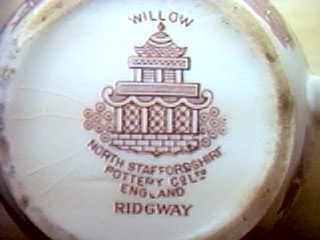 WILLOW
NORTH STAFFORDSHIRE
POTTERY Co LTD
ENGLAND
RIDGWAY